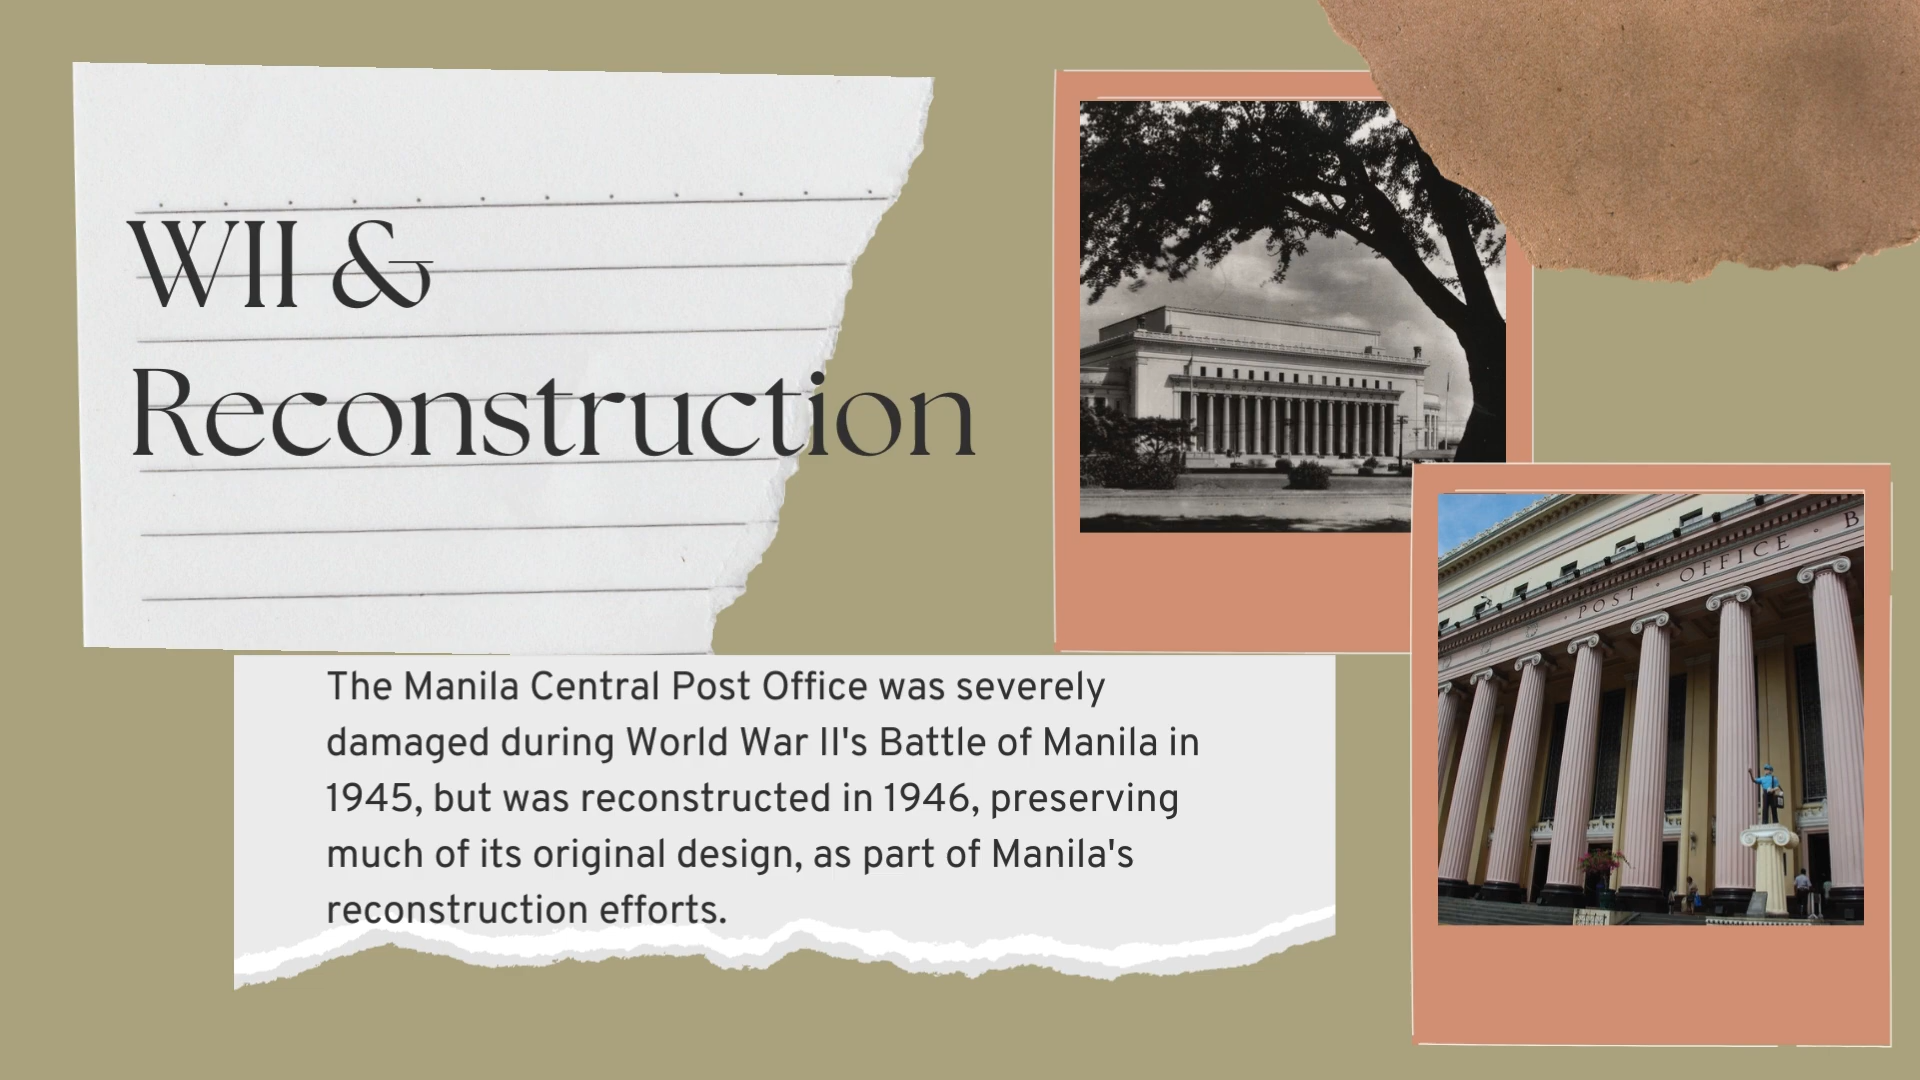 WII &
Reconstruction
The Manila Central Post Office was severely
damaged during World War II's Battle of Manila in
1945, but was reconstructed in 1946, preserving
much of its original design, as part of Manila's
reconstruction efforts.
POST · OFFICE · B